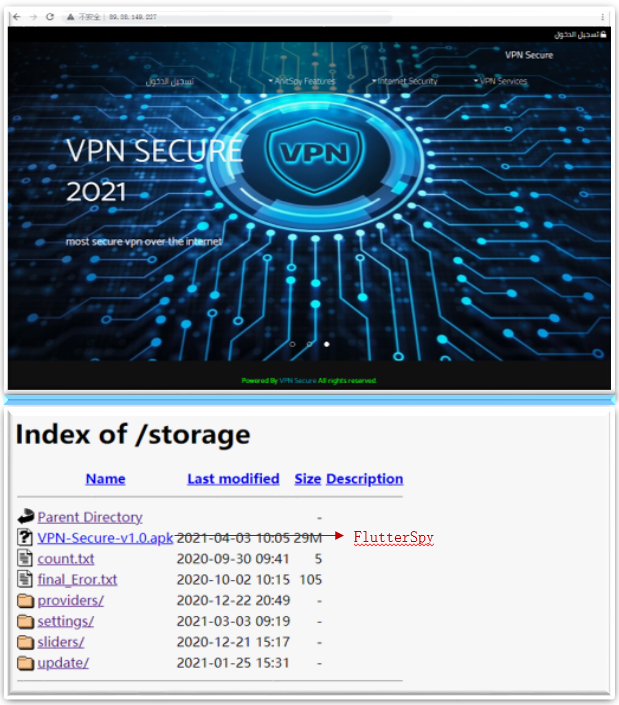 不安全 | 89.38.149.227
تسجيل الدخول
VPN Secure
تسجيل الدخول AnitSpy Features Internet Security VPN Services
VPN SECURE
2021
VPN
most secure vpn over the internet
Powered By VPN Secure.All rights reserved.
Index of /storage
Name Last modified Size Description
Parent Directory -
VPN-Secure-v1.0.apk 2021-04-03 10:05 29M FlutterSpy
count.txt 2020-09-30 09:41 5
final_Eror.txt 2020-10-02 10:15 105
providers/ 2020-12-22 20:49 -
settings/ 2021-03-03 09:19 -
sliders/ 2020-12-21 15:17 -
update/ 2021-01-25 15:31 -